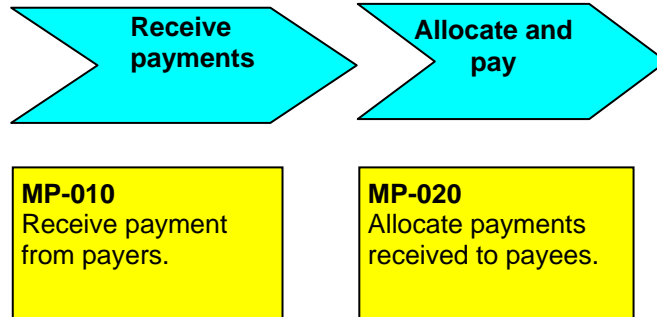 Receive
payments
Allocate and
pay
MP-010
Receive payment
from payers.
MP-020
Allocate payments
received to payees.